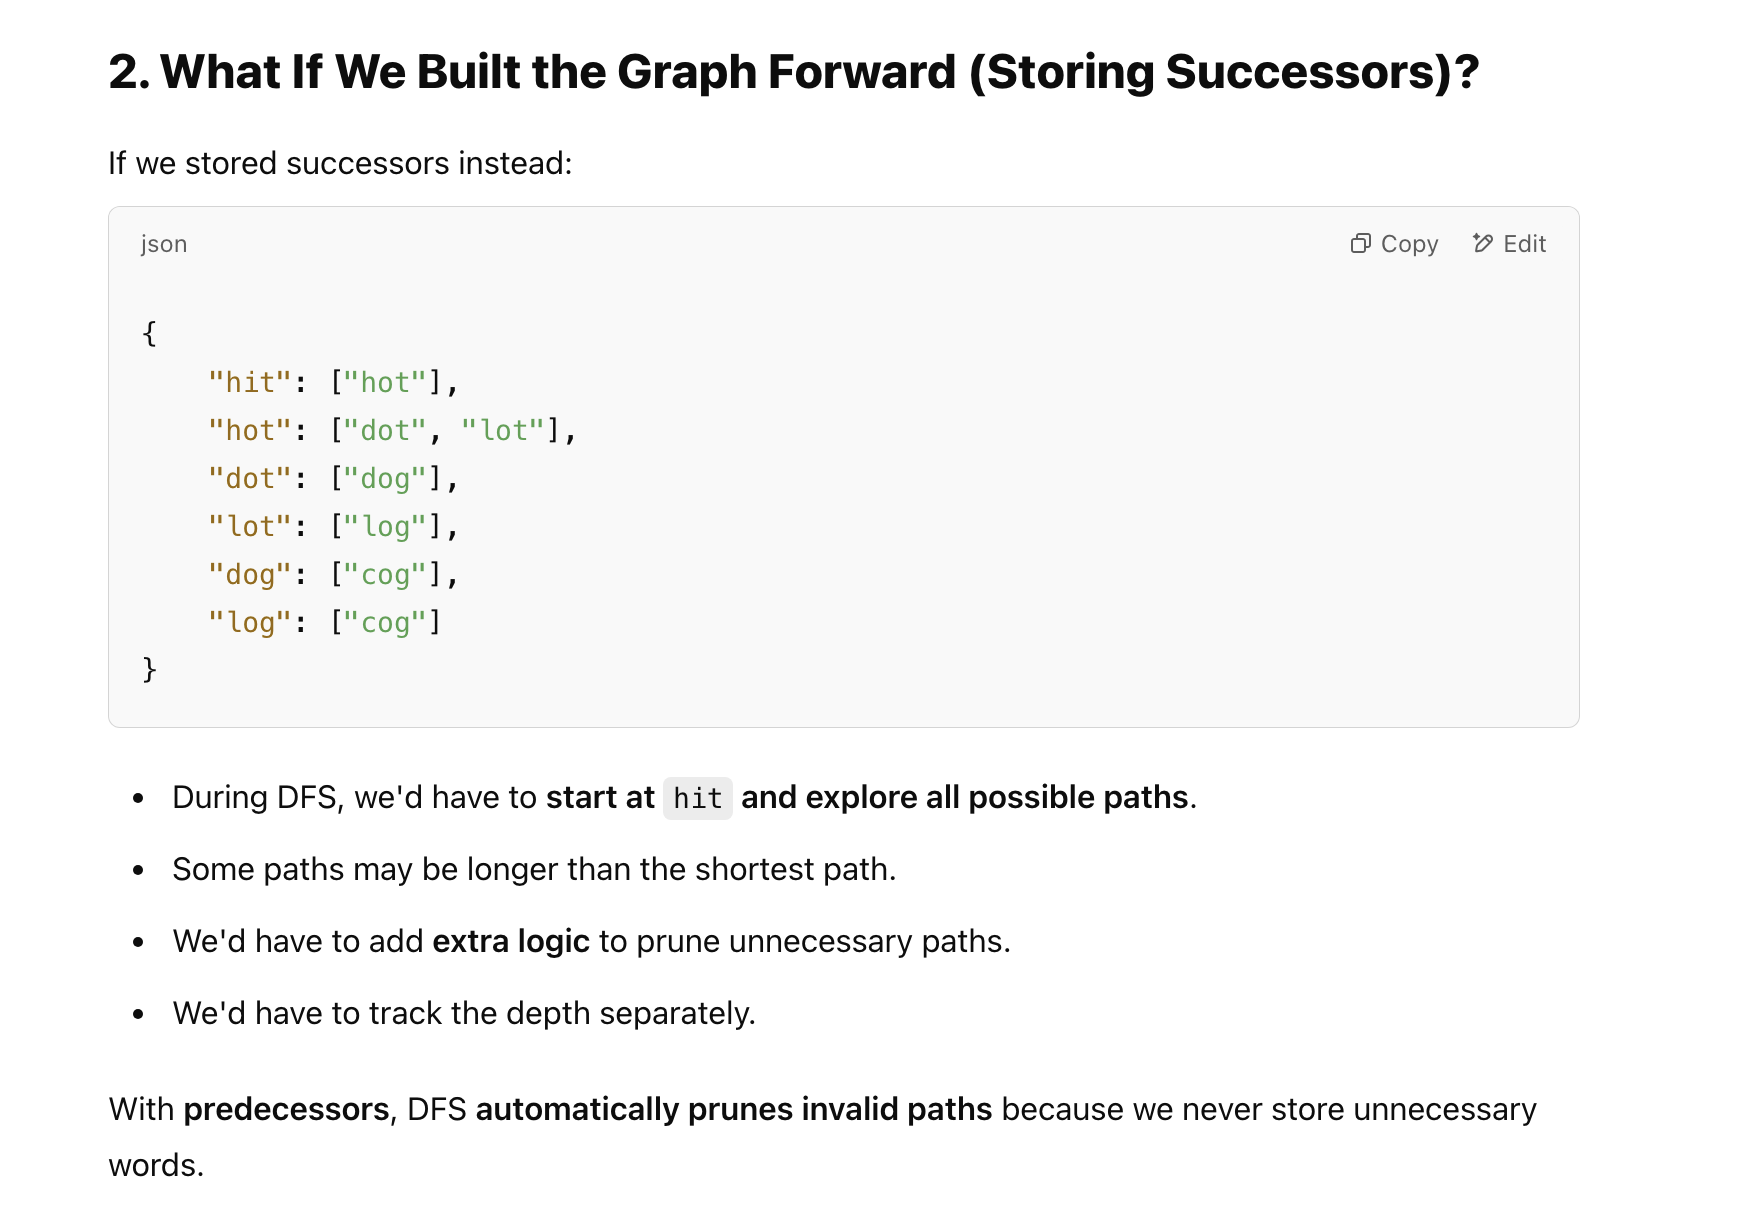 2. What If We Built the Graph Forward (Storing Successors)?
If we stored successors instead:
json
Copy
Edit
{
    "hit": ["hot"],
    "hot": ["dot", "lot"],
    "dot": ["dog"],
    "lot": ["log"],
    "dog": ["cog"],
    "log": ["cog"]
}
• During DFS, we'd have to start at hit and explore all possible paths.
• Some paths may be longer than the shortest path.
• We'd have to add extra logic to prune unnecessary paths.
• We'd have to track the depth separately.
With predecessors, DFS automatically prunes invalid paths because we never store unnecessary
words.